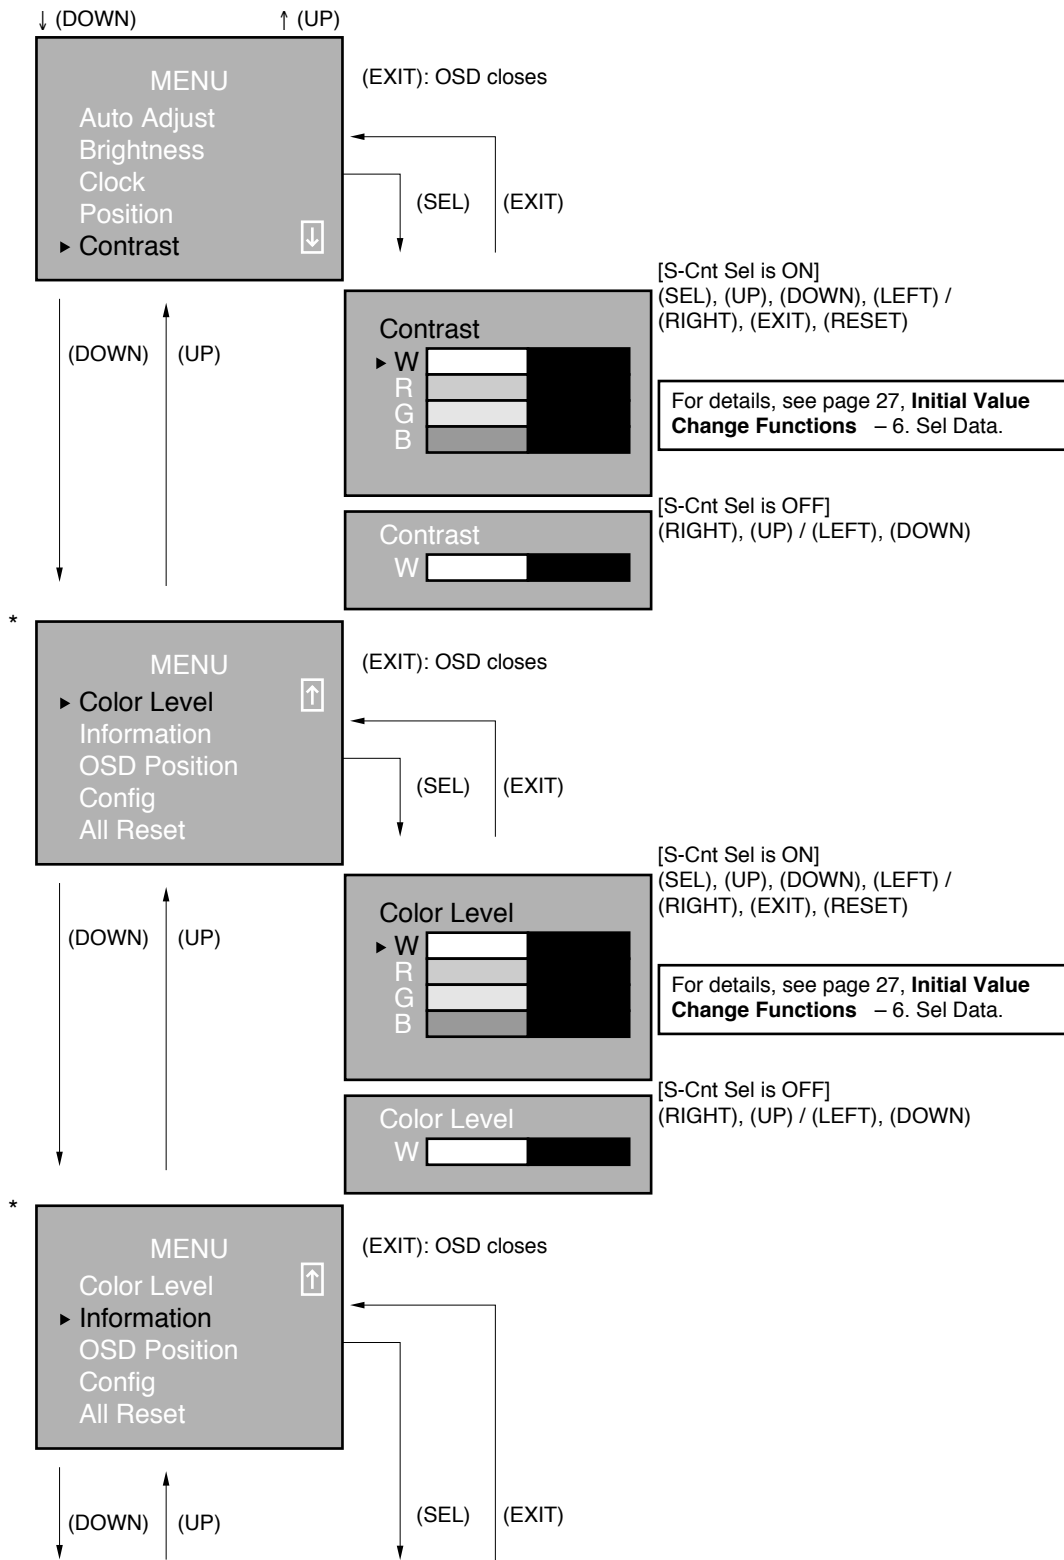 ↓ (DOWN) ↑ (UP)
MENU
Auto Adjust
Brightness
Clock
Position
▶ Contrast ↓
(EXIT): OSD closes
(SEL) (EXIT)
(DOWN) (UP)
Contrast
▶ W
R
G
B
[S-Cnt Sel is ON]
(SEL), (UP), (DOWN), (LEFT) /
(RIGHT), (EXIT), (RESET)
For details, see page 27, Initial Value
Change Functions – 6. Sel Data.
Contrast
W
[S-Cnt Sel is OFF]
(RIGHT), (UP) / (LEFT), (DOWN)
*
MENU
▶ Color Level ↑
Information
OSD Position
Config
All Reset
(EXIT): OSD closes
(SEL) (EXIT)
(DOWN) (UP)
Color Level
▶ W
R
G
B
[S-Cnt Sel is ON]
(SEL), (UP), (DOWN), (LEFT) /
(RIGHT), (EXIT), (RESET)
For details, see page 27, Initial Value
Change Functions – 6. Sel Data.
Color Level
W
[S-Cnt Sel is OFF]
(RIGHT), (UP) / (LEFT), (DOWN)
*
MENU
Color Level ↑
▶ Information
OSD Position
Config
All Reset
(EXIT): OSD closes
(DOWN) (UP)
(SEL) (EXIT)